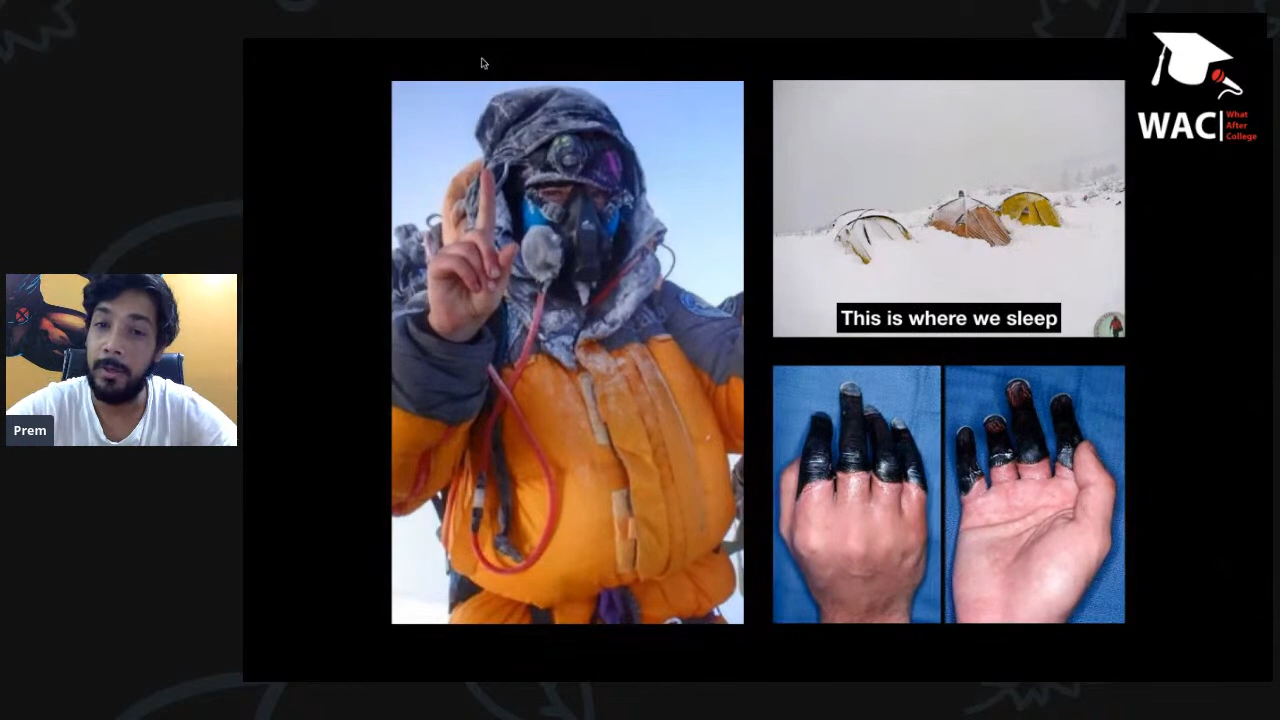 WAC
What
After
College
This is where we sleep
Prem